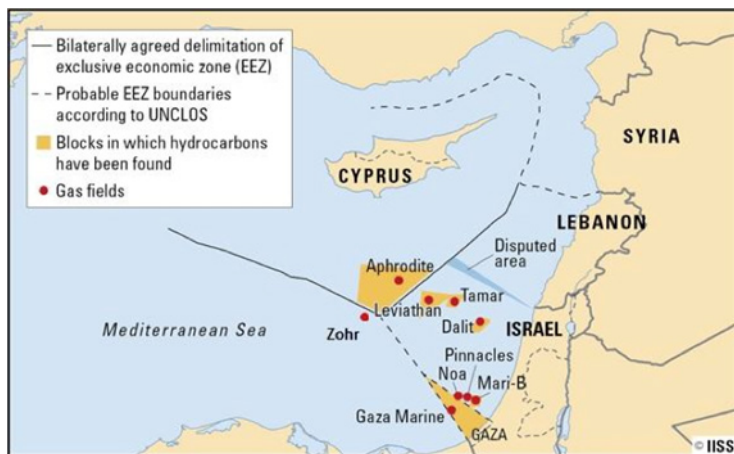 Bilaterally agreed delimitation of
exclusive economic zone (EEZ)
Probable EEZ boundaries
according to UNCLOS
Blocks in which hydrocarbons
have been found
Gas fields
SYRIA
CYPRUS
LEBANON
Disputed
area
Aphrodite
Leviathan
Tamar
Mediterranean Sea
Zohr
Dalit
ISRAEL
Pinnacles
Noa
Mari-B
Gaza Marine
GAZA
© IISS